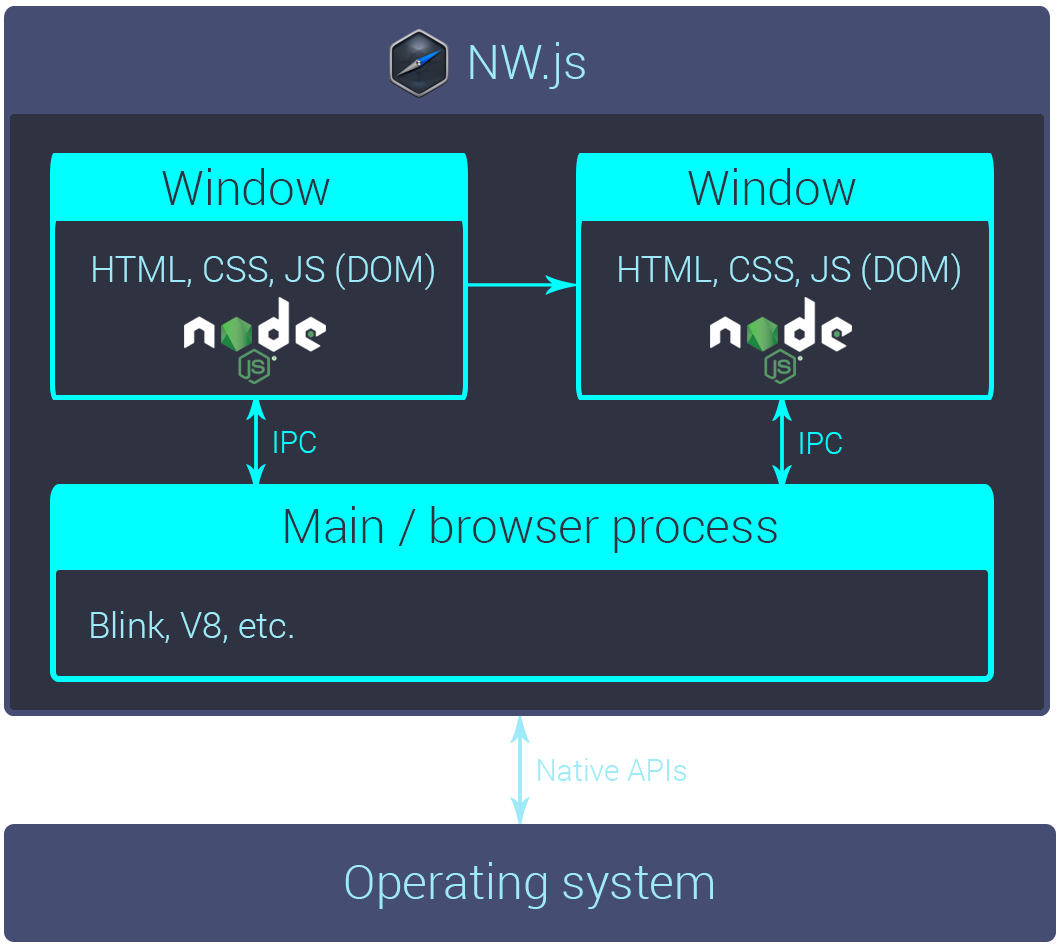 NW.js
Window
Window
HTML, CSS, JS (DOM)
HTML, CSS, JS (DOM)
node
JS
node
JS
IPC
IPC
Main / browser process
Blink, V8, etc.
Native APIs
Operating system